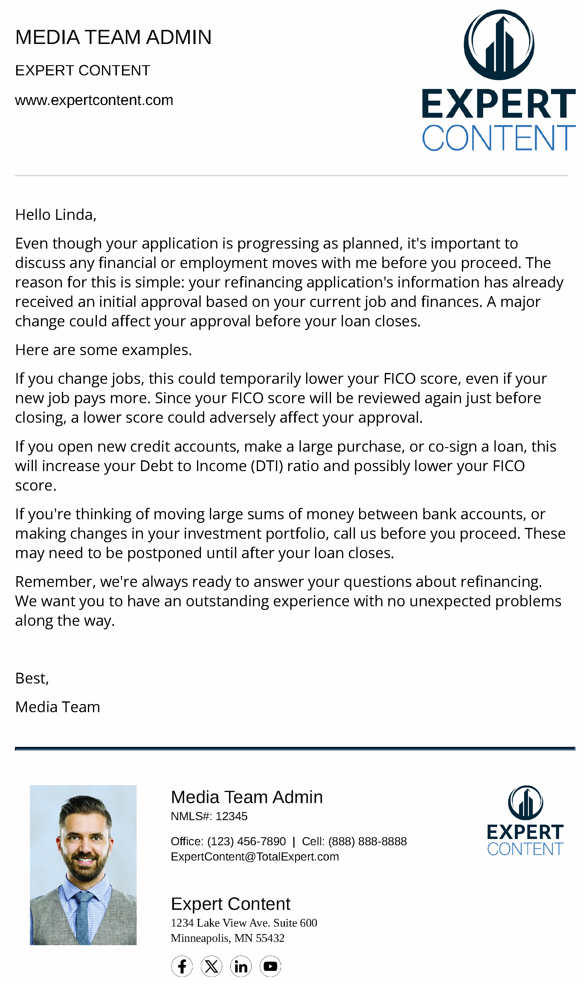 MEDIA TEAM ADMIN
EXPERT CONTENT
www.expertcontent.com
EXPERT
CONTENT
Hello Linda,
Even though your application is progressing as planned, it's important to
discuss any financial or employment moves with me before you proceed. The
reason for this is simple: your refinancing application's information has already
received an initial approval based on your current job and finances. A major
change could affect your approval before your loan closes.
Here are some examples.
If you change jobs, this could temporarily lower your FICO score, even if your
new job pays more. Since your FICO score will be reviewed again just before
closing, a lower score could adversely affect your approval.
If you open new credit accounts, make a large purchase, or co-sign a loan, this
will increase your Debt to Income (DTI) ratio and possibly lower your FICO
score.
If you're thinking of moving large sums of money between bank accounts, or
making changes in your investment portfolio, call us before you proceed. These
may need to be postponed until after your loan closes.
Remember, we're always ready to answer your questions about refinancing.
We want you to have an outstanding experience with no unexpected problems
along the way.
Best,
Media Team
Media Team Admin
NMLS#: 12345
Office: (123) 456-7890 | Cell: (888) 888-8888
ExpertContent@TotalExpert.com
EXPERT
CONTENT
Expert Content
1234 Lake View Ave. Suite 600
Minneapolis, MN 55432